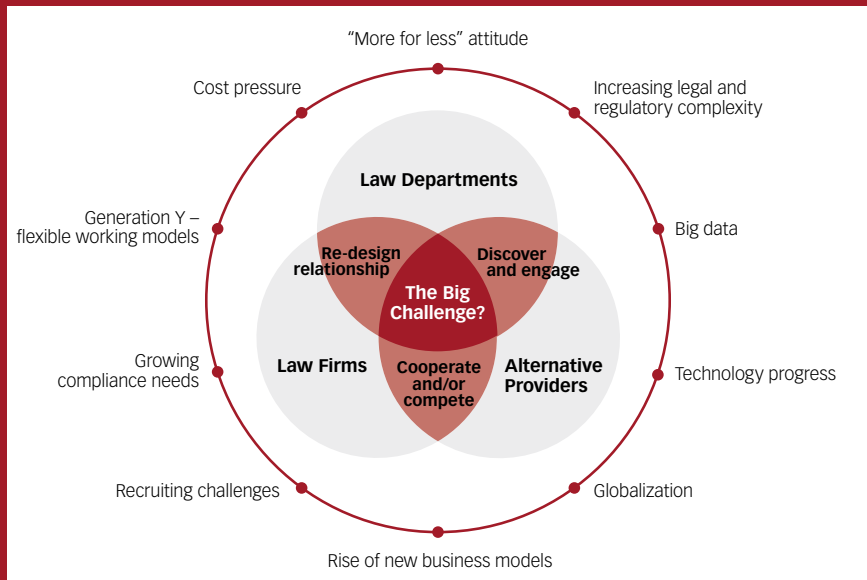 “More for less” attitude
Cost pressure
Increasing legal and
regulatory complexity
Law Departments
Generation Y –
flexible working models
Big data
Re-design
relationship
Discover
and engage
The Big
Challenge?
Law Firms
Cooperate
and/or
compete
Alternative
Providers
Growing
compliance needs
Technology progress
Recruiting challenges
Globalization
Rise of new business models